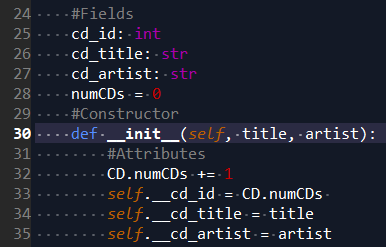 24 #Fields
25 cd_id: int
26 cd_title: str
27 cd_artist: str
28 numCDs = 0
29 #Constructor
30 def __init__(self, title, artist):
31 #Attributes
32 CD.numCDs += 1
33 self.__cd_id = CD.numCDs
34 self.__cd_title = title
35 self.__cd_artist = artist